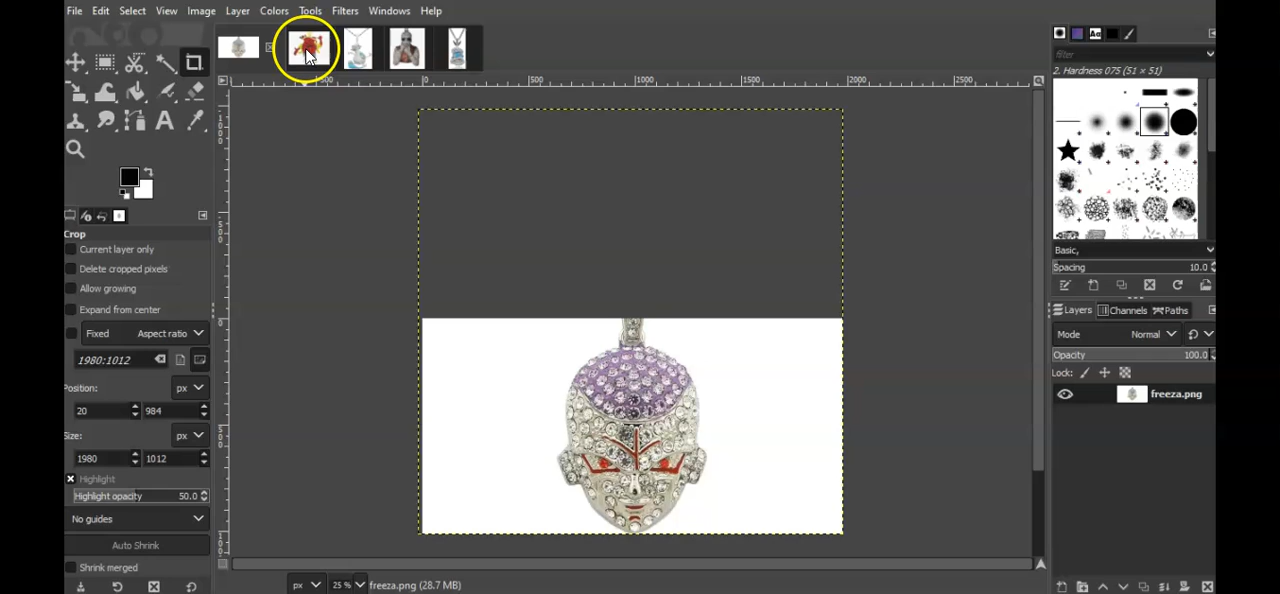 File Edit Select View Image Layer Colors Tools Filters Windows Help
0 500 1000 1500 2000 2500
filter
2. Hardness 075 (51 × 51)
Crop
Current layer only
Delete cropped pixels
Allow growing
Expand from center
Fixed Aspect ratio
1980:1012
Position: px
20 984
Size: px
1980 1012
Highlight
Highlight opacity 50.0
No guides
Auto Shrink
Shrink merged
Basic,
Spacing 10.0
Layers Channels Paths
Mode Normal
Opacity 100.0
Lock:
freeza.png
px 25 % freeza.png (28.7 MB)